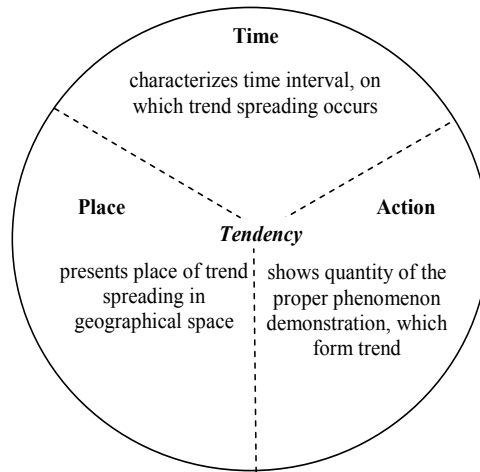 Time
characterizes time interval, on
which trend spreading occurs
Place
Action
Tendency
presents place of trend
spreading in
geographical space
shows quantity of the
proper phenomenon
demonstration, which
form trend